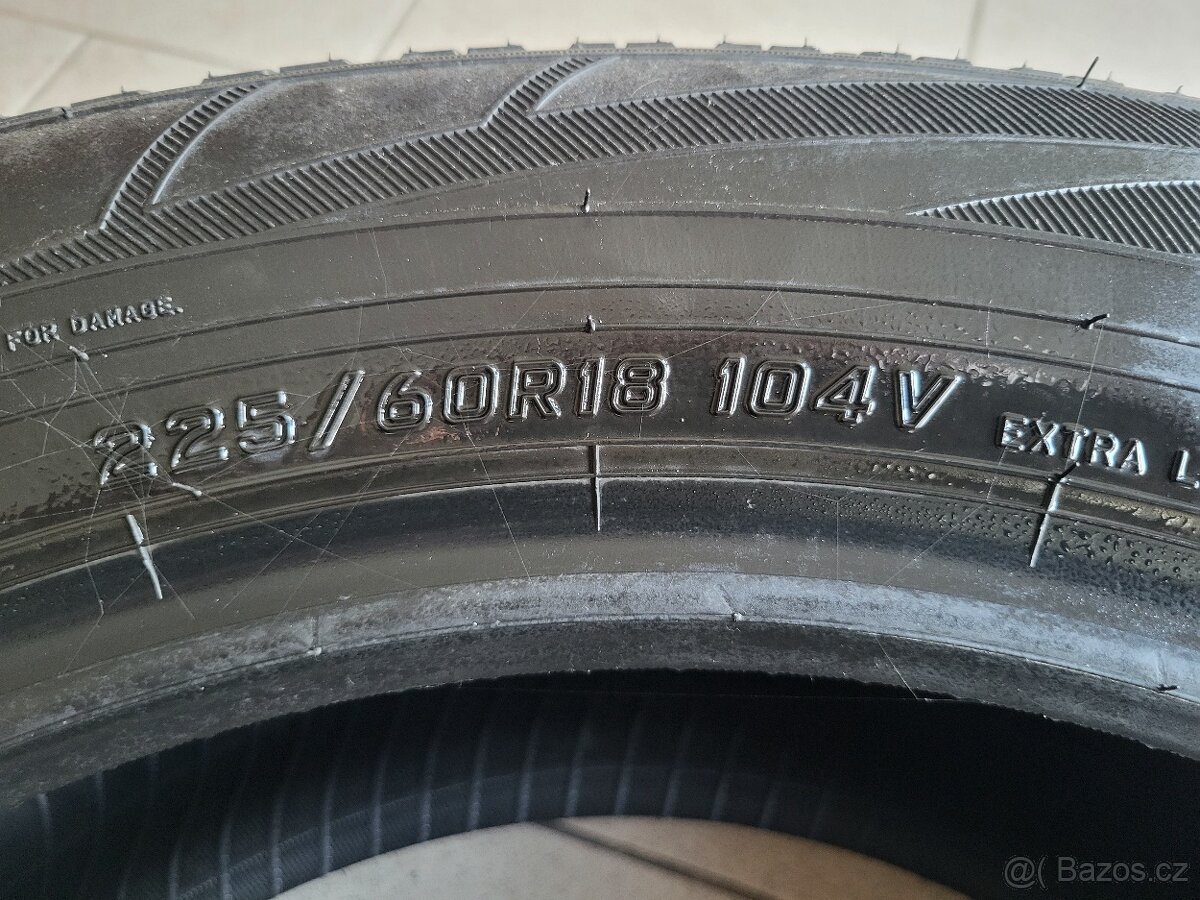 FOR DAMAGE.
225/60R18 104V EXTRA L
@( Bazos.cz